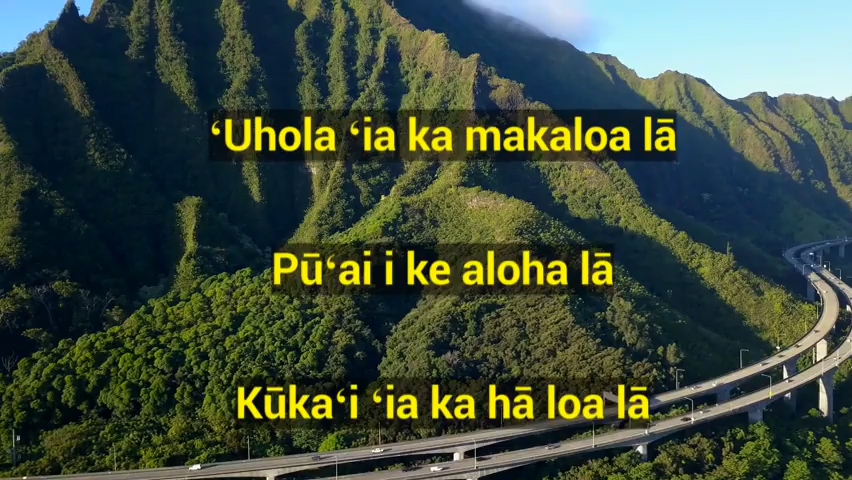 ʻUhola ʻia ka makaloa lā
Pūʻai i ke aloha lā
Kūkaʻi ʻia ka hā loa lā